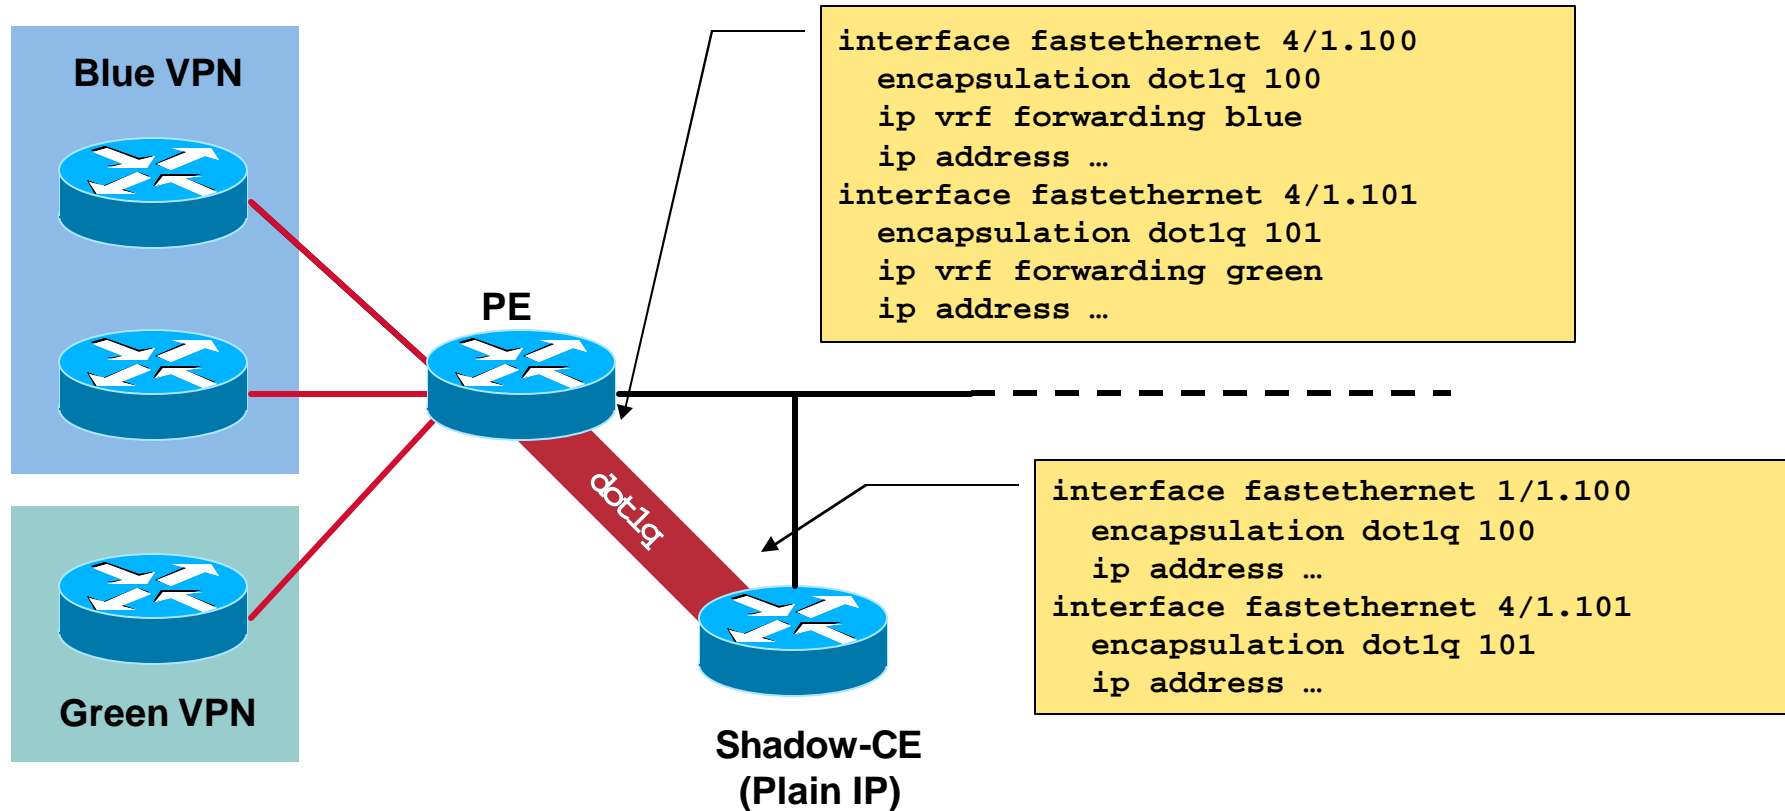 Blue VPN
interface fastethernet 4/1.100
encapsulation dot1q 100
ip vrf forwarding blue
ip address …
interface fastethernet 4/1.101
encapsulation dot1q 101
ip vrf forwarding green
ip address …
PE
dot1q
interface fastethernet 1/1.100
encapsulation dot1q 100
ip address …
interface fastethernet 4/1.101
encapsulation dot1q 101
ip address …
Green VPN
Shadow-CE
(Plain IP)